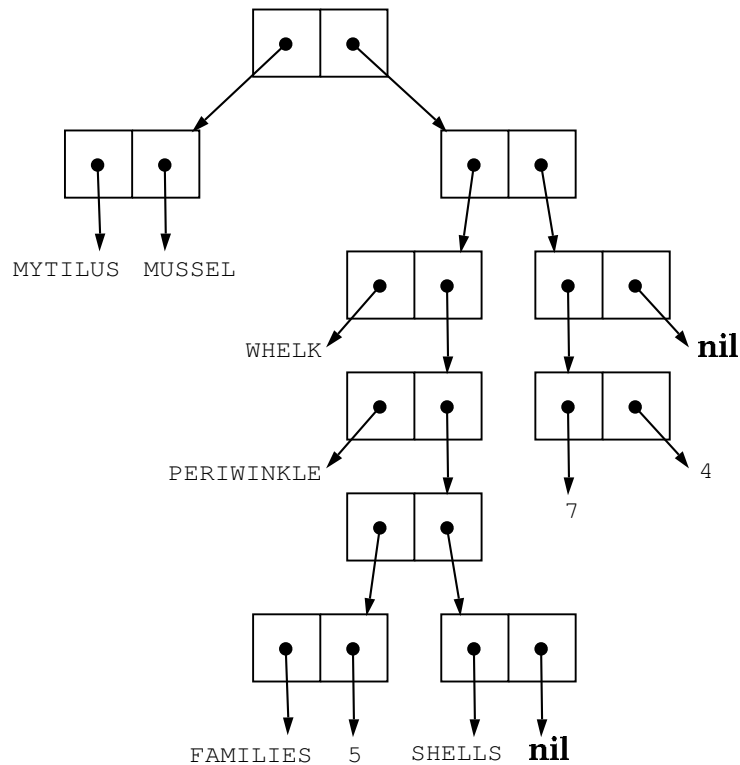 MYTILUS MUSSEL
WHELK
nil
PERIWINKLE
4
7
FAMILIES 5 SHELLS nil